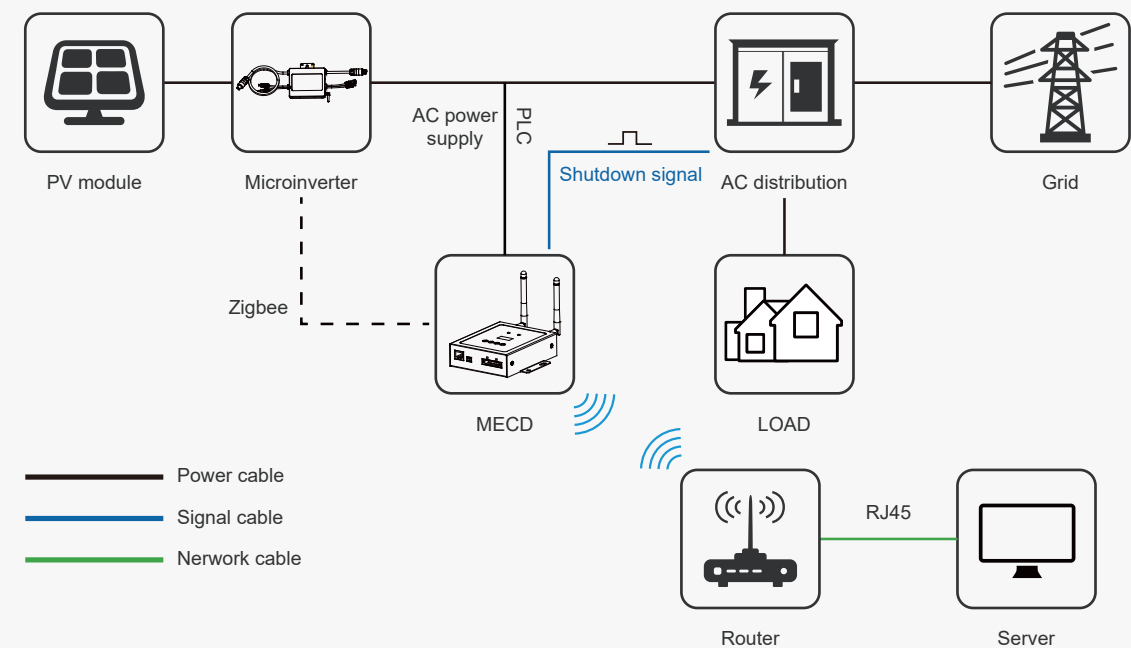 AC power
supply
PLC
Shutdown signal
PV module
Microinverter
AC distribution
Grid
Zigbee
MECD
LOAD
Power cable
Signal cable
Nerwork cable
RJ45
Router
Server